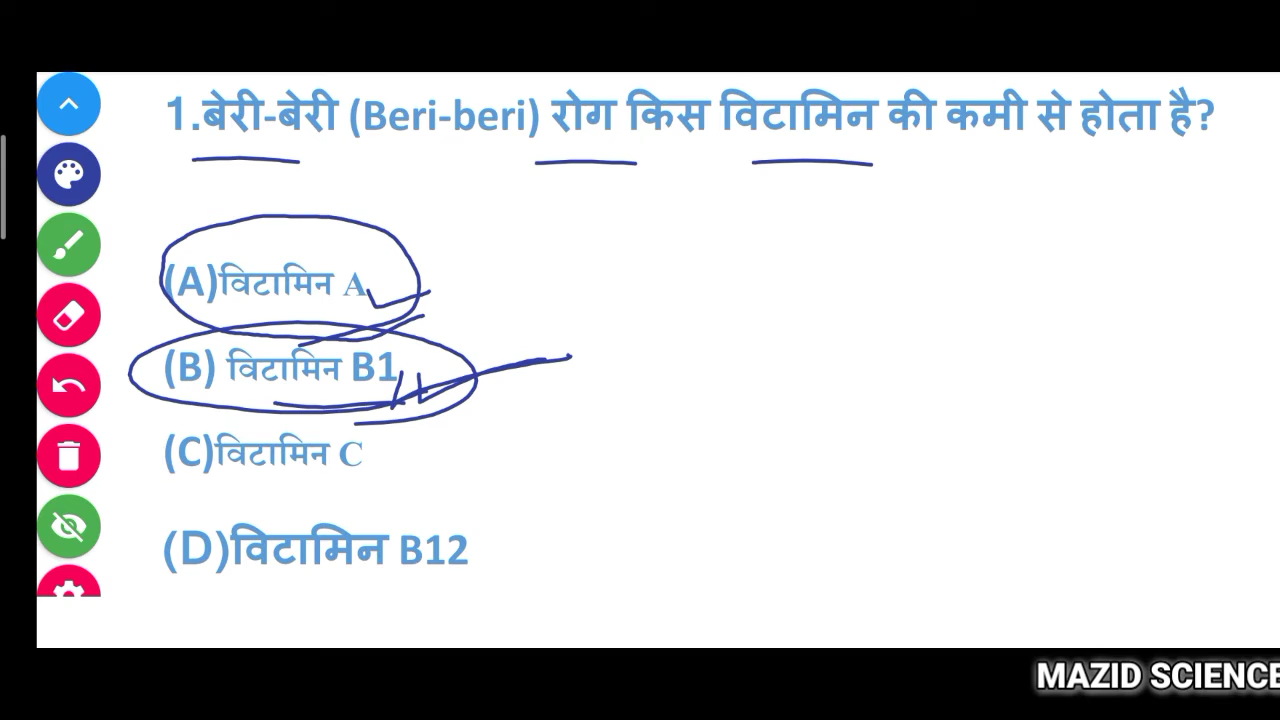 1.बेरी-बेरी (Beri-beri) रोग किस विटामिन की कमी से होता है?
(A)विटामिन A
(B) विटामिन B1
(C)विटामिन C
(D)विटामिन B12
MAZID SCIENCE